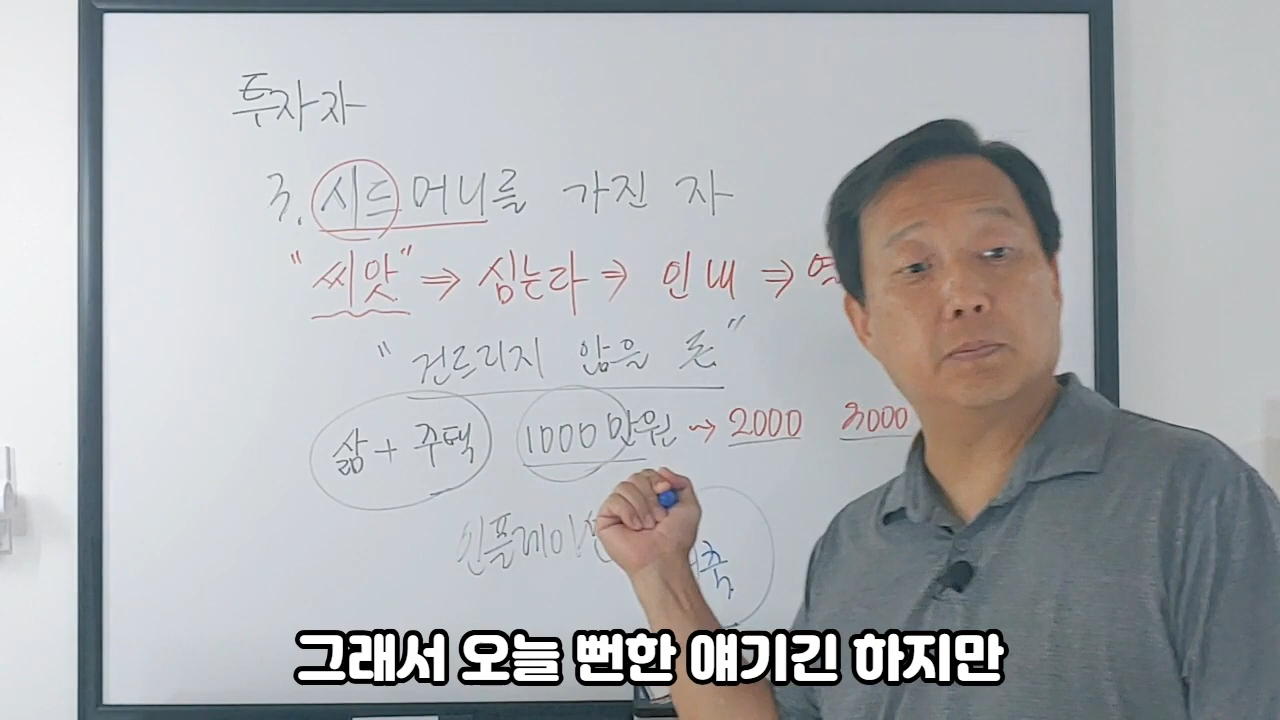 투자자
3. 시드머니를 가진 자
"씨앗" ⇒ 심는라 ⇒ 인내 ⇒
"건드리지 않을 돈"
삶 + 주택 1000만원 → 2000 3000
인플레이션
그래서 오늘 뻔한 얘기긴 하지만